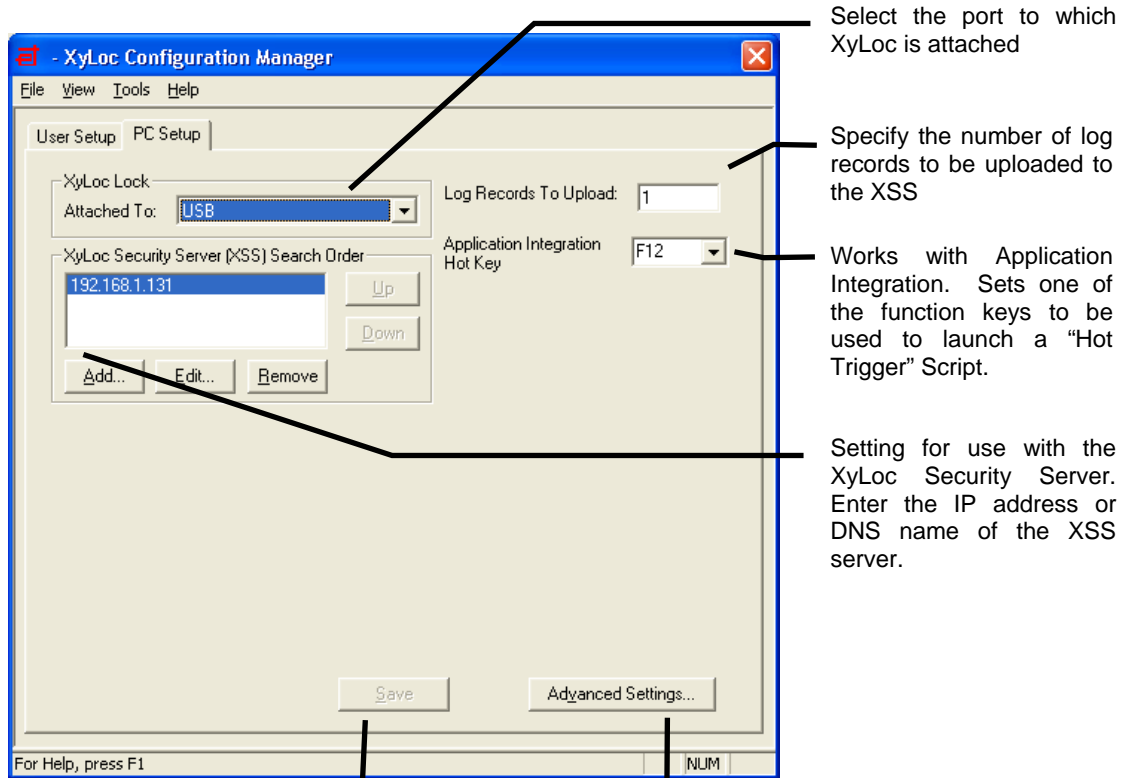 - XyLoc Configuration Manager
File View Tools Help
User Setup PC Setup
XyLoc Lock
Attached To: USB
XyLoc Security Server (XSS) Search Order
192.168.1.131
Up
Down
Add... Edit... Remove
Log Records To Upload: 1
Application Integration
Hot Key
F12
Save
Advanced Settings...
For Help, press F1
NUM
Select the port to which
XyLoc is attached
Specify the number of log
records to be uploaded to
the XSS
Works with Application
Integration. Sets one of
the function keys to be
used to launch a “Hot
Trigger” Script.
Setting for use with the
XyLoc Security Server.
Enter the IP address or
DNS name of the XSS
server.